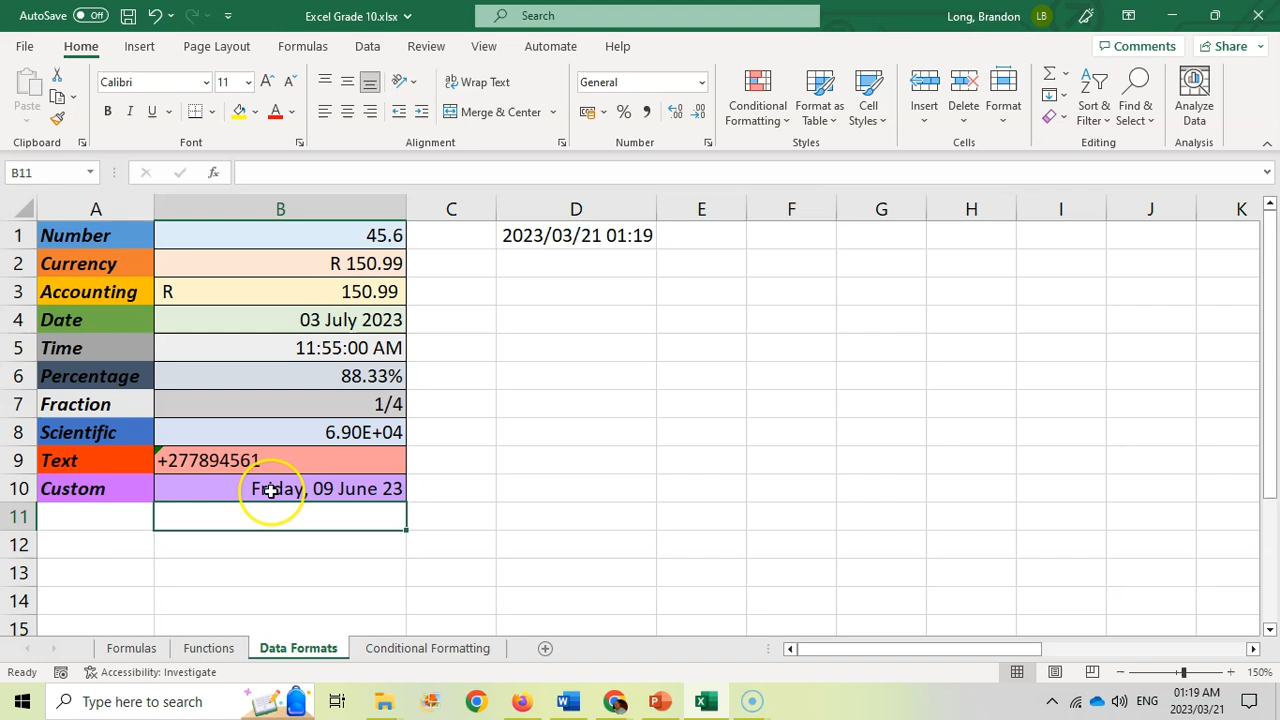 AutoSave Off Excel Grade 10.xlsx Search Long, Brandon LB
File Home Insert Page Layout Formulas Data Review View Automate Help Comments Share
Calibri 11 Wrap Text General
Paste B I U A Merge & Center % Conditional Formatting Format as Table Cell Styles Insert Delete Format Sort & Filter Find & Select Analyze Data
Clipboard Font Alignment Number Styles Cells Editing Analysis
B11 fx
A B C D E F G H I J K
1 Number 45.6 2023/03/21 01:19
2 Currency R 150.99
3 Accounting R 150.99
4 Date 03 July 2023
5 Time 11:55:00 AM
6 Percentage 88.33%
7 Fraction 1/4
8 Scientific 6.90E+04
9 Text +277894561
10 Custom Friday, 09 June 23
11
12
13
14
15
Formulas Functions Data Formats Conditional Formatting
Ready Accessibility: Investigate 150%
Type here to search ENG 01:19 AM
2023/03/21